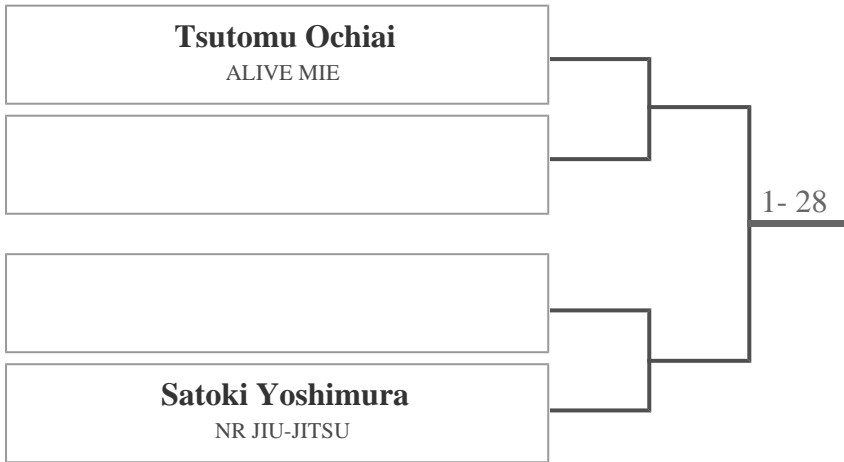 Tsutomu Ochiai
ALIVE MIE
1- 28
Satoki Yoshimura
NR JIU-JITSU